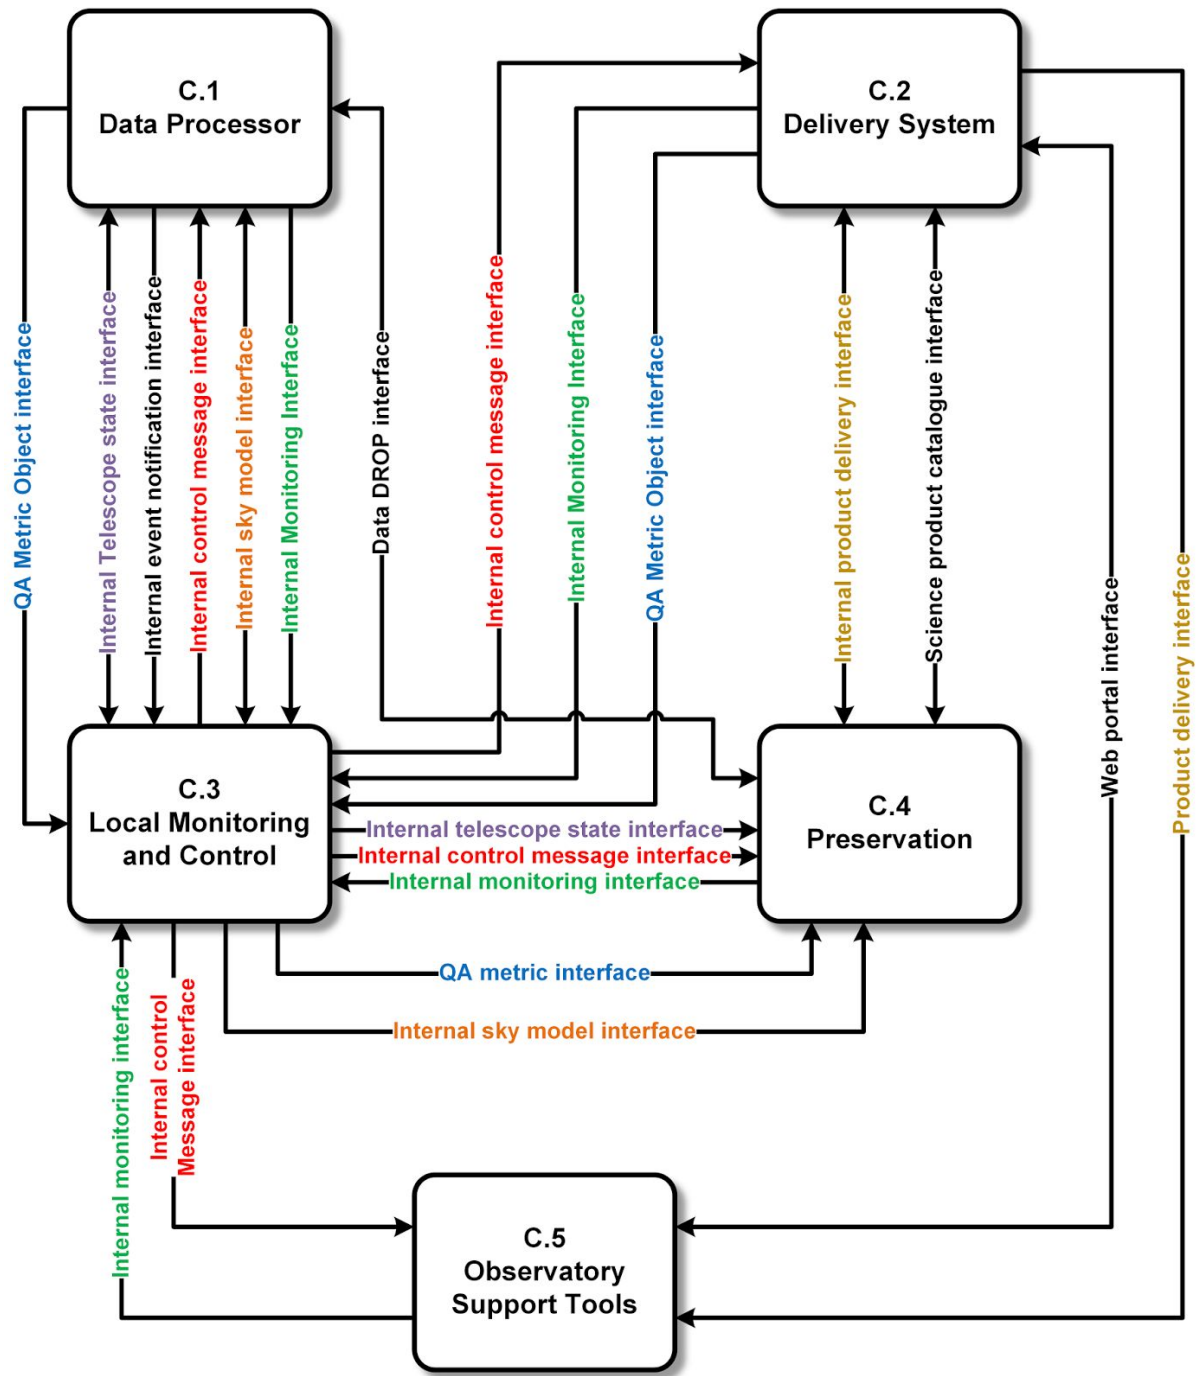 C.1
Data Processor
C.2
Delivery System
QA Metric Object interface
Internal Telescope state interface
Internal event notification interface
Internal control message interface
Internal sky model interface
Internal Monitoring Interface
Data DROP interface
Internal control message interface
Internal Monitoring Interface
QA Metric Object interface
Internal product delivery interface
Science product catalogue interface
Web portal interface
Product delivery interface
C.3
Local Monitoring
and Control
C.4
Preservation
Internal telescope state interface
Internal control message interface
Internal monitoring interface
QA metric interface
Internal sky model interface
Internal monitoring interface
Internal control
Message interface
C.5
Observatory
Support Tools